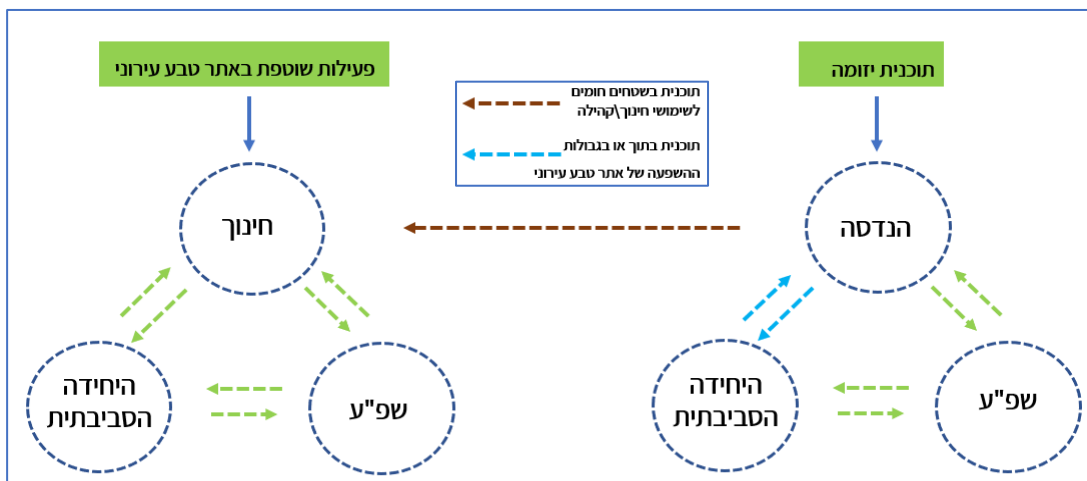 תוכנית יזומה
פעילות שוטפת באתר טבע עירוני
תוכנית בשטחים חומים
לשימושי חינוך\קהילה
תוכנית בתוך או בגבולות
ההשפעה של אתר טבע עירוני
הנדסה
חינוך
שפ"ע
היחידה
הסביבתית
שפ"ע
היחידה
הסביבתית